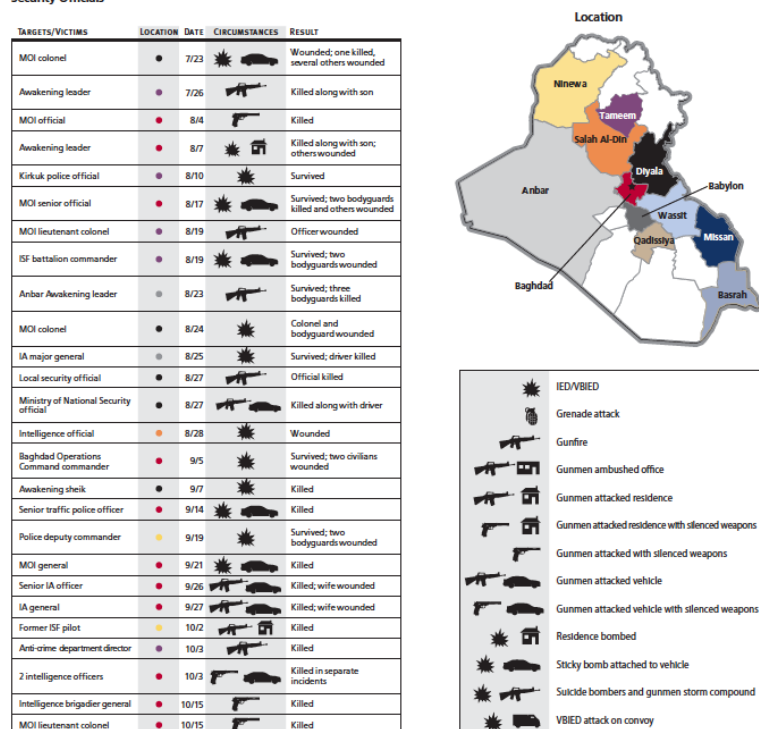 Security Officials
TARGETS/VICTIMS LOCATION DATE CIRCUMSTANCES RESULT
MOI colonel 7/23 Wounded; one killed,
several others wounded
Awakening leader 7/26 Killed along with son
MOI official 8/4 Killed
Awakening leader 8/7 Killed along with son;
others wounded
Kirkuk police official 8/10 Survived
MOI senior official 8/17 Survived; two bodyguards
killed and others wounded
MOI lieutenant colonel 8/19 Officer wounded
ISF battalion commander 8/19 Survived; two
bodyguards wounded
Anbar Awakening leader 8/23 Survived; three
bodyguards killed
MOI colonel 8/24 Colonel and
bodyguard wounded
IA major general 8/25 Survived; driver killed
Local security official 8/27 Official killed
Ministry of National Security
official 8/27 Killed along with driver
Intelligence official 8/28 Wounded
Baghdad Operations
Command commander 9/5 Survived; two civilians
wounded
Awakening sheik 9/7 Killed
Senior traffic police officer 9/14 Killed
Police deputy commander 9/19 Survived; two
bodyguards wounded
MOI general 9/21 Killed
Senior IA officer 9/26 Killed; wife wounded
IA general 9/27 Killed; wife wounded
Former ISF pilot 10/2 Killed
Anti-crime department director 10/3 Killed
2 intelligence officers 10/3 Killed in separate
incidents
Intelligence brigadier general 10/15 Killed
MOI lieutenant colonel 10/15 Killed
Location
Ninewa
Tameem
Salah Al-Din
Diyala
Anbar
Babylon
Wassit
Qadissiya
Missan
Baghdad
Basrah
IED/VBIED
Grenade attack
Gunfire
Gunmen ambushed office
Gunmen attacked residence
Gunmen attacked residence with silenced weapons
Gunmen attacked with silenced weapons
Gunmen attacked vehicle
Gunmen attacked vehicle with silenced weapons
Residence bombed
Sticky bomb attached to vehicle
Suicide bombers and gunmen storm compound
VBIED attack on convoy